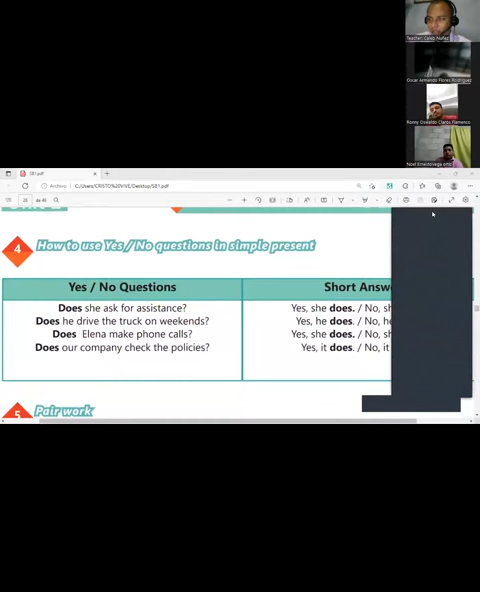 Teacher: Caleb Nuñez
Oscar Armando Flores Rodriguez
Ronny Oswaldo Claros Flamenco
Noel Ernesto
SB1.pdf
Archivo
C:/Users/CRISTO%20VIVE/Desktop/SB1.pdf
4
How to use Yes / No questions in simple present
Yes / No Questions
Short Answ
Does she ask for assistance?
Yes, she does. / No, sh
Does he drive the truck on weekends?
Yes, he does. / No, he
Does Elena make phone calls?
Yes, she does. / No, sh
Does our company check the policies?
Yes, it does. / No, it
5
Pair work